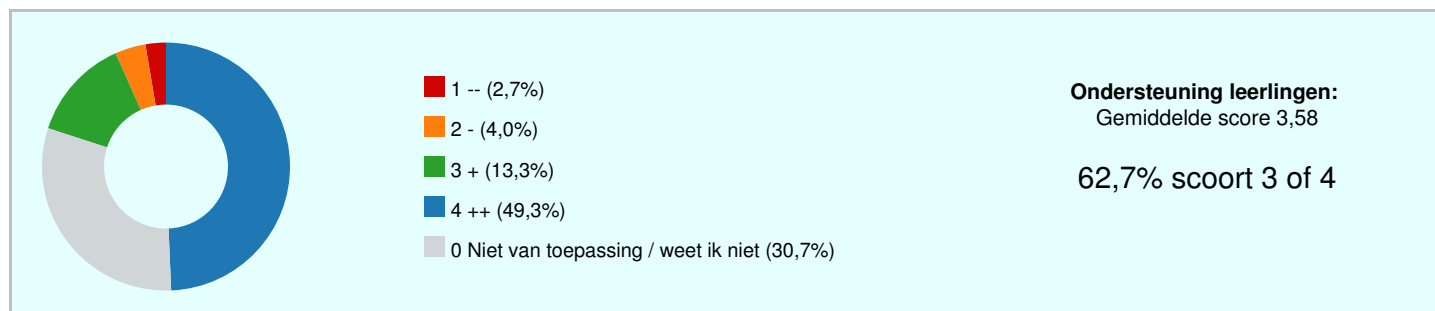 1 -- (2,7%)
2 - (4,0%)
3 + (13,3%)
4 ++ (49,3%)
0 Niet van toepassing / weet ik niet (30,7%)
Ondersteuning leerlingen:
Gemiddelde score 3,58
62,7% scoort 3 of 4